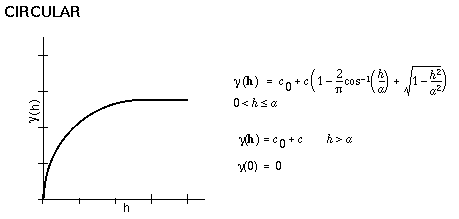 CIRCULAR
γ(h)
h
γ(h) = c₀ + c ( 1 − 2/π cos⁻¹(h/a) + √(1 − h²/a²) )
0 < h ≤ a
γ(h) = c₀ + c h > a
γ(0) = 0